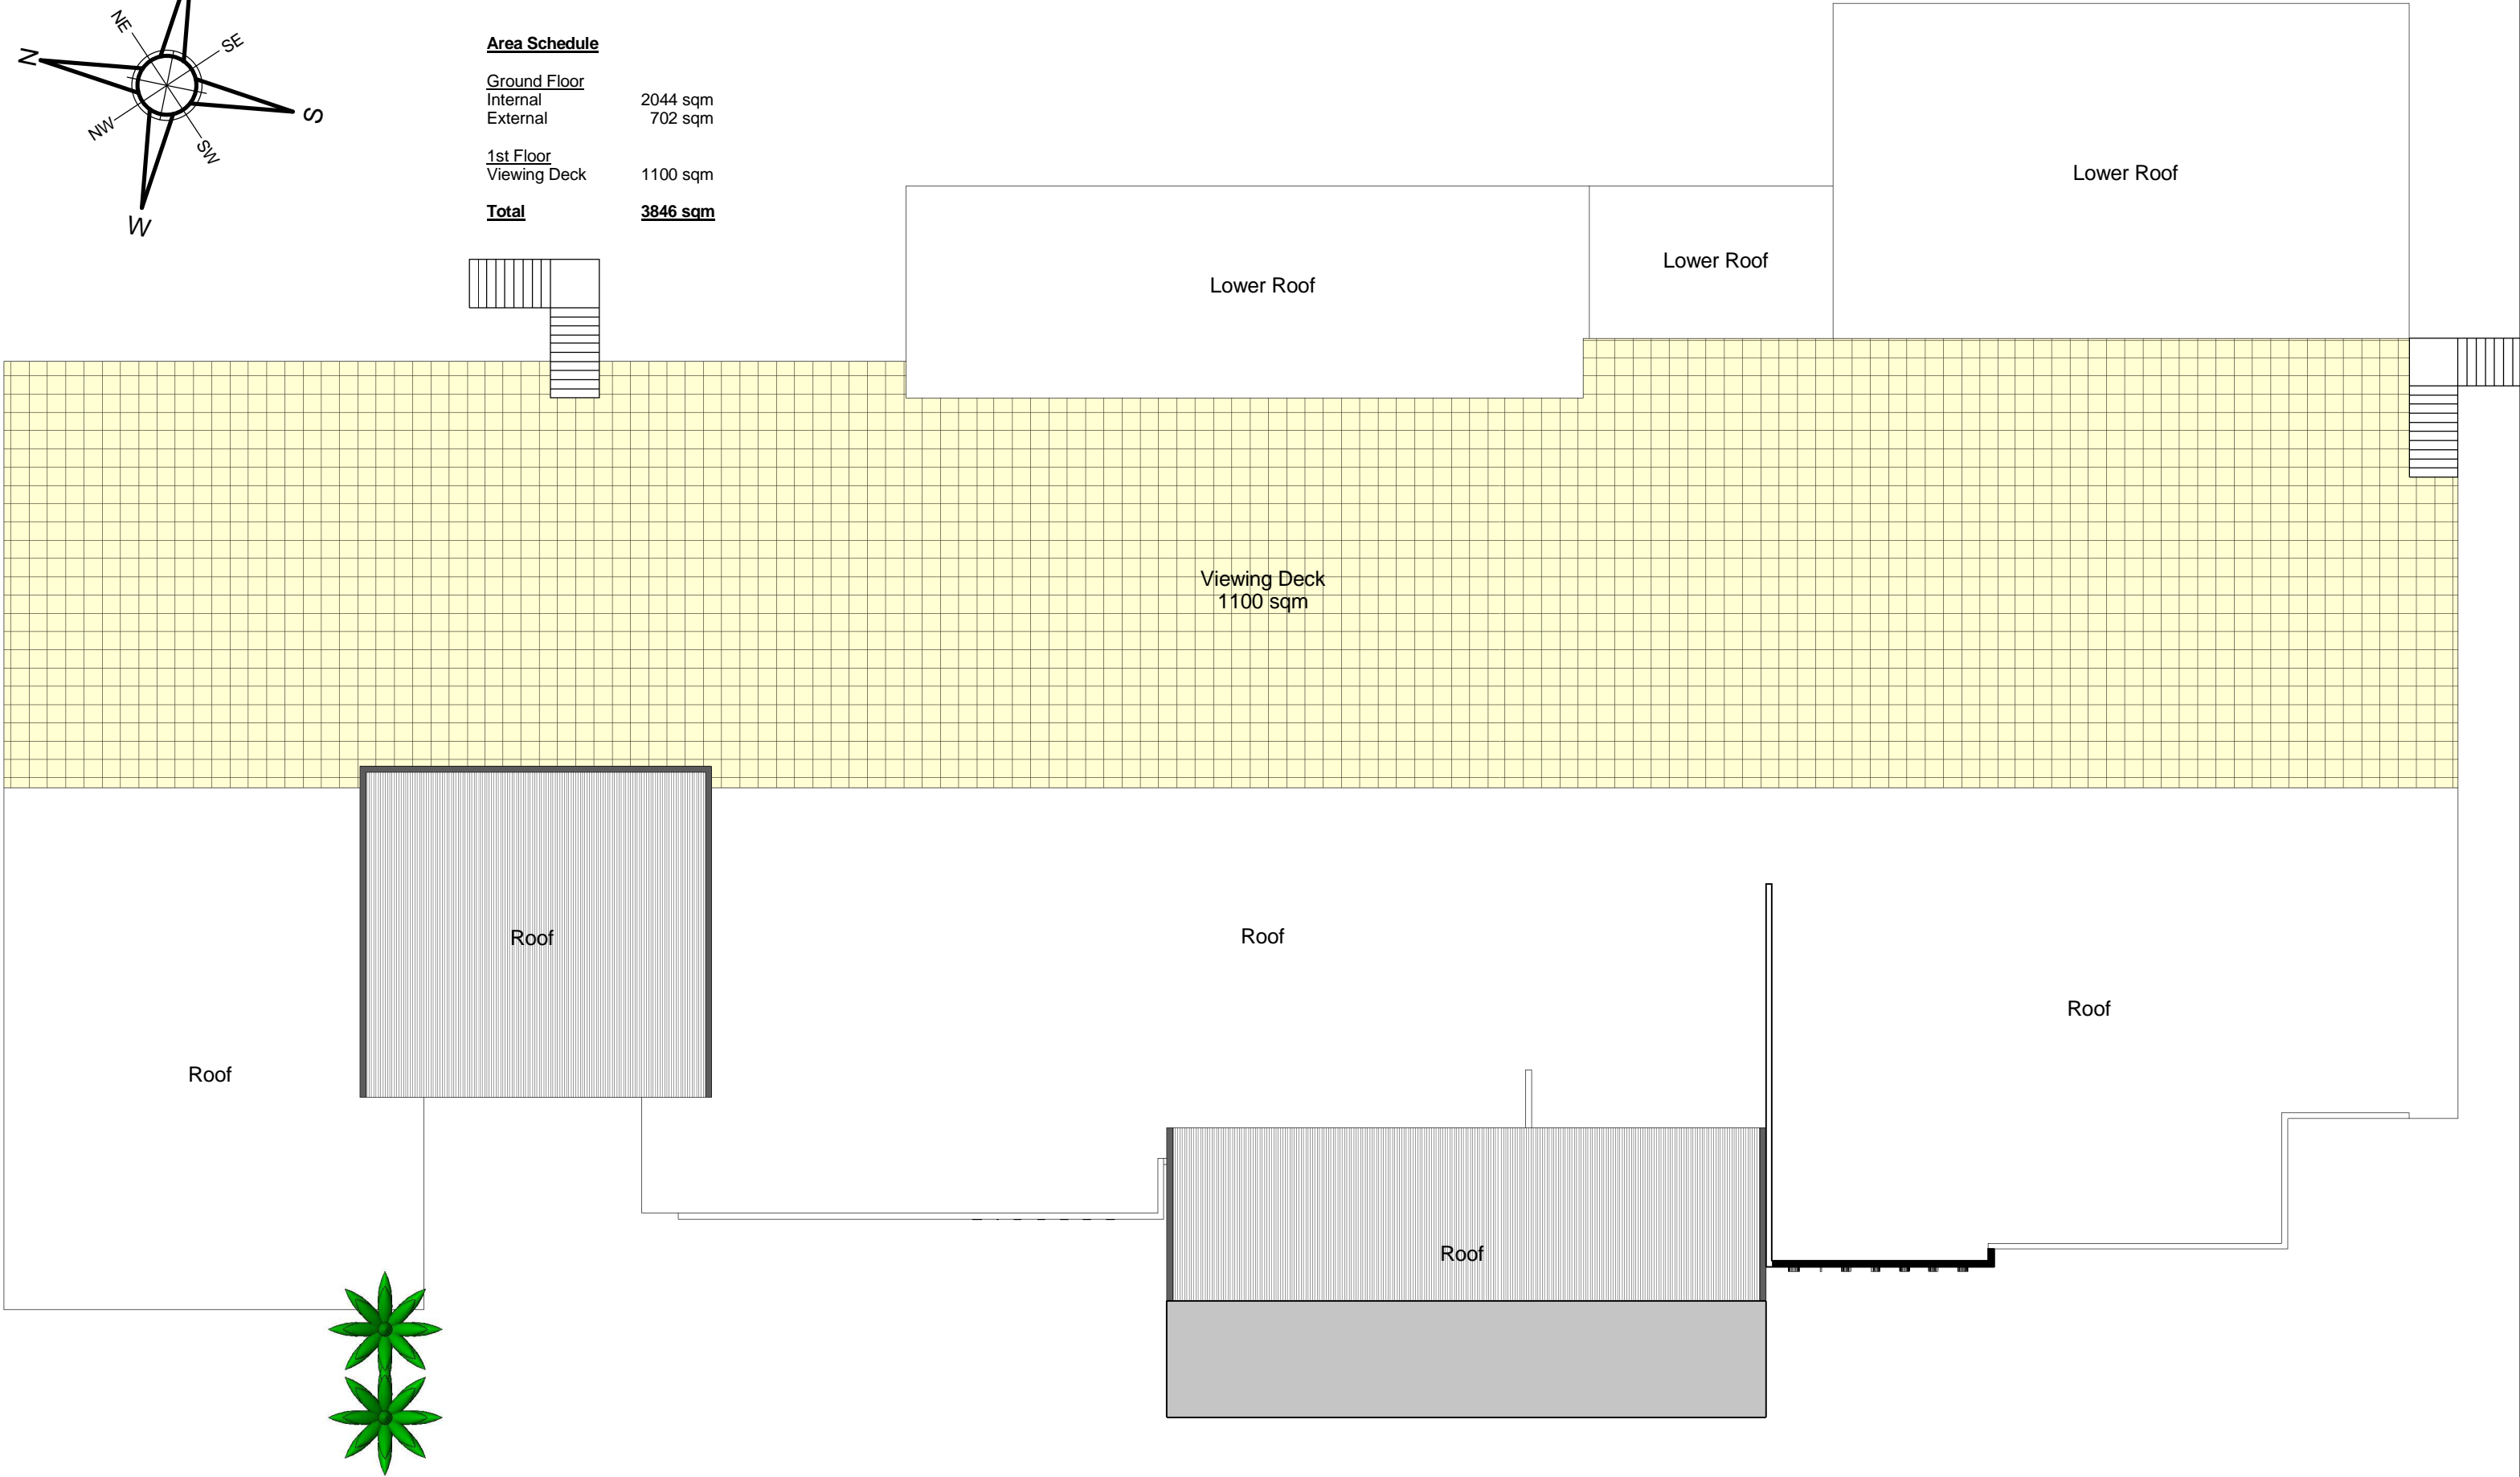 NE
SE
N
S
NW
SW
W
Area Schedule
Ground Floor
Internal 2044 sqm
External 702 sqm
1st Floor
Viewing Deck 1100 sqm
Total 3846 sqm
Lower Roof
Lower Roof
Lower Roof
Viewing Deck
1100 sqm
Roof
Roof
Roof
Roof
Roof